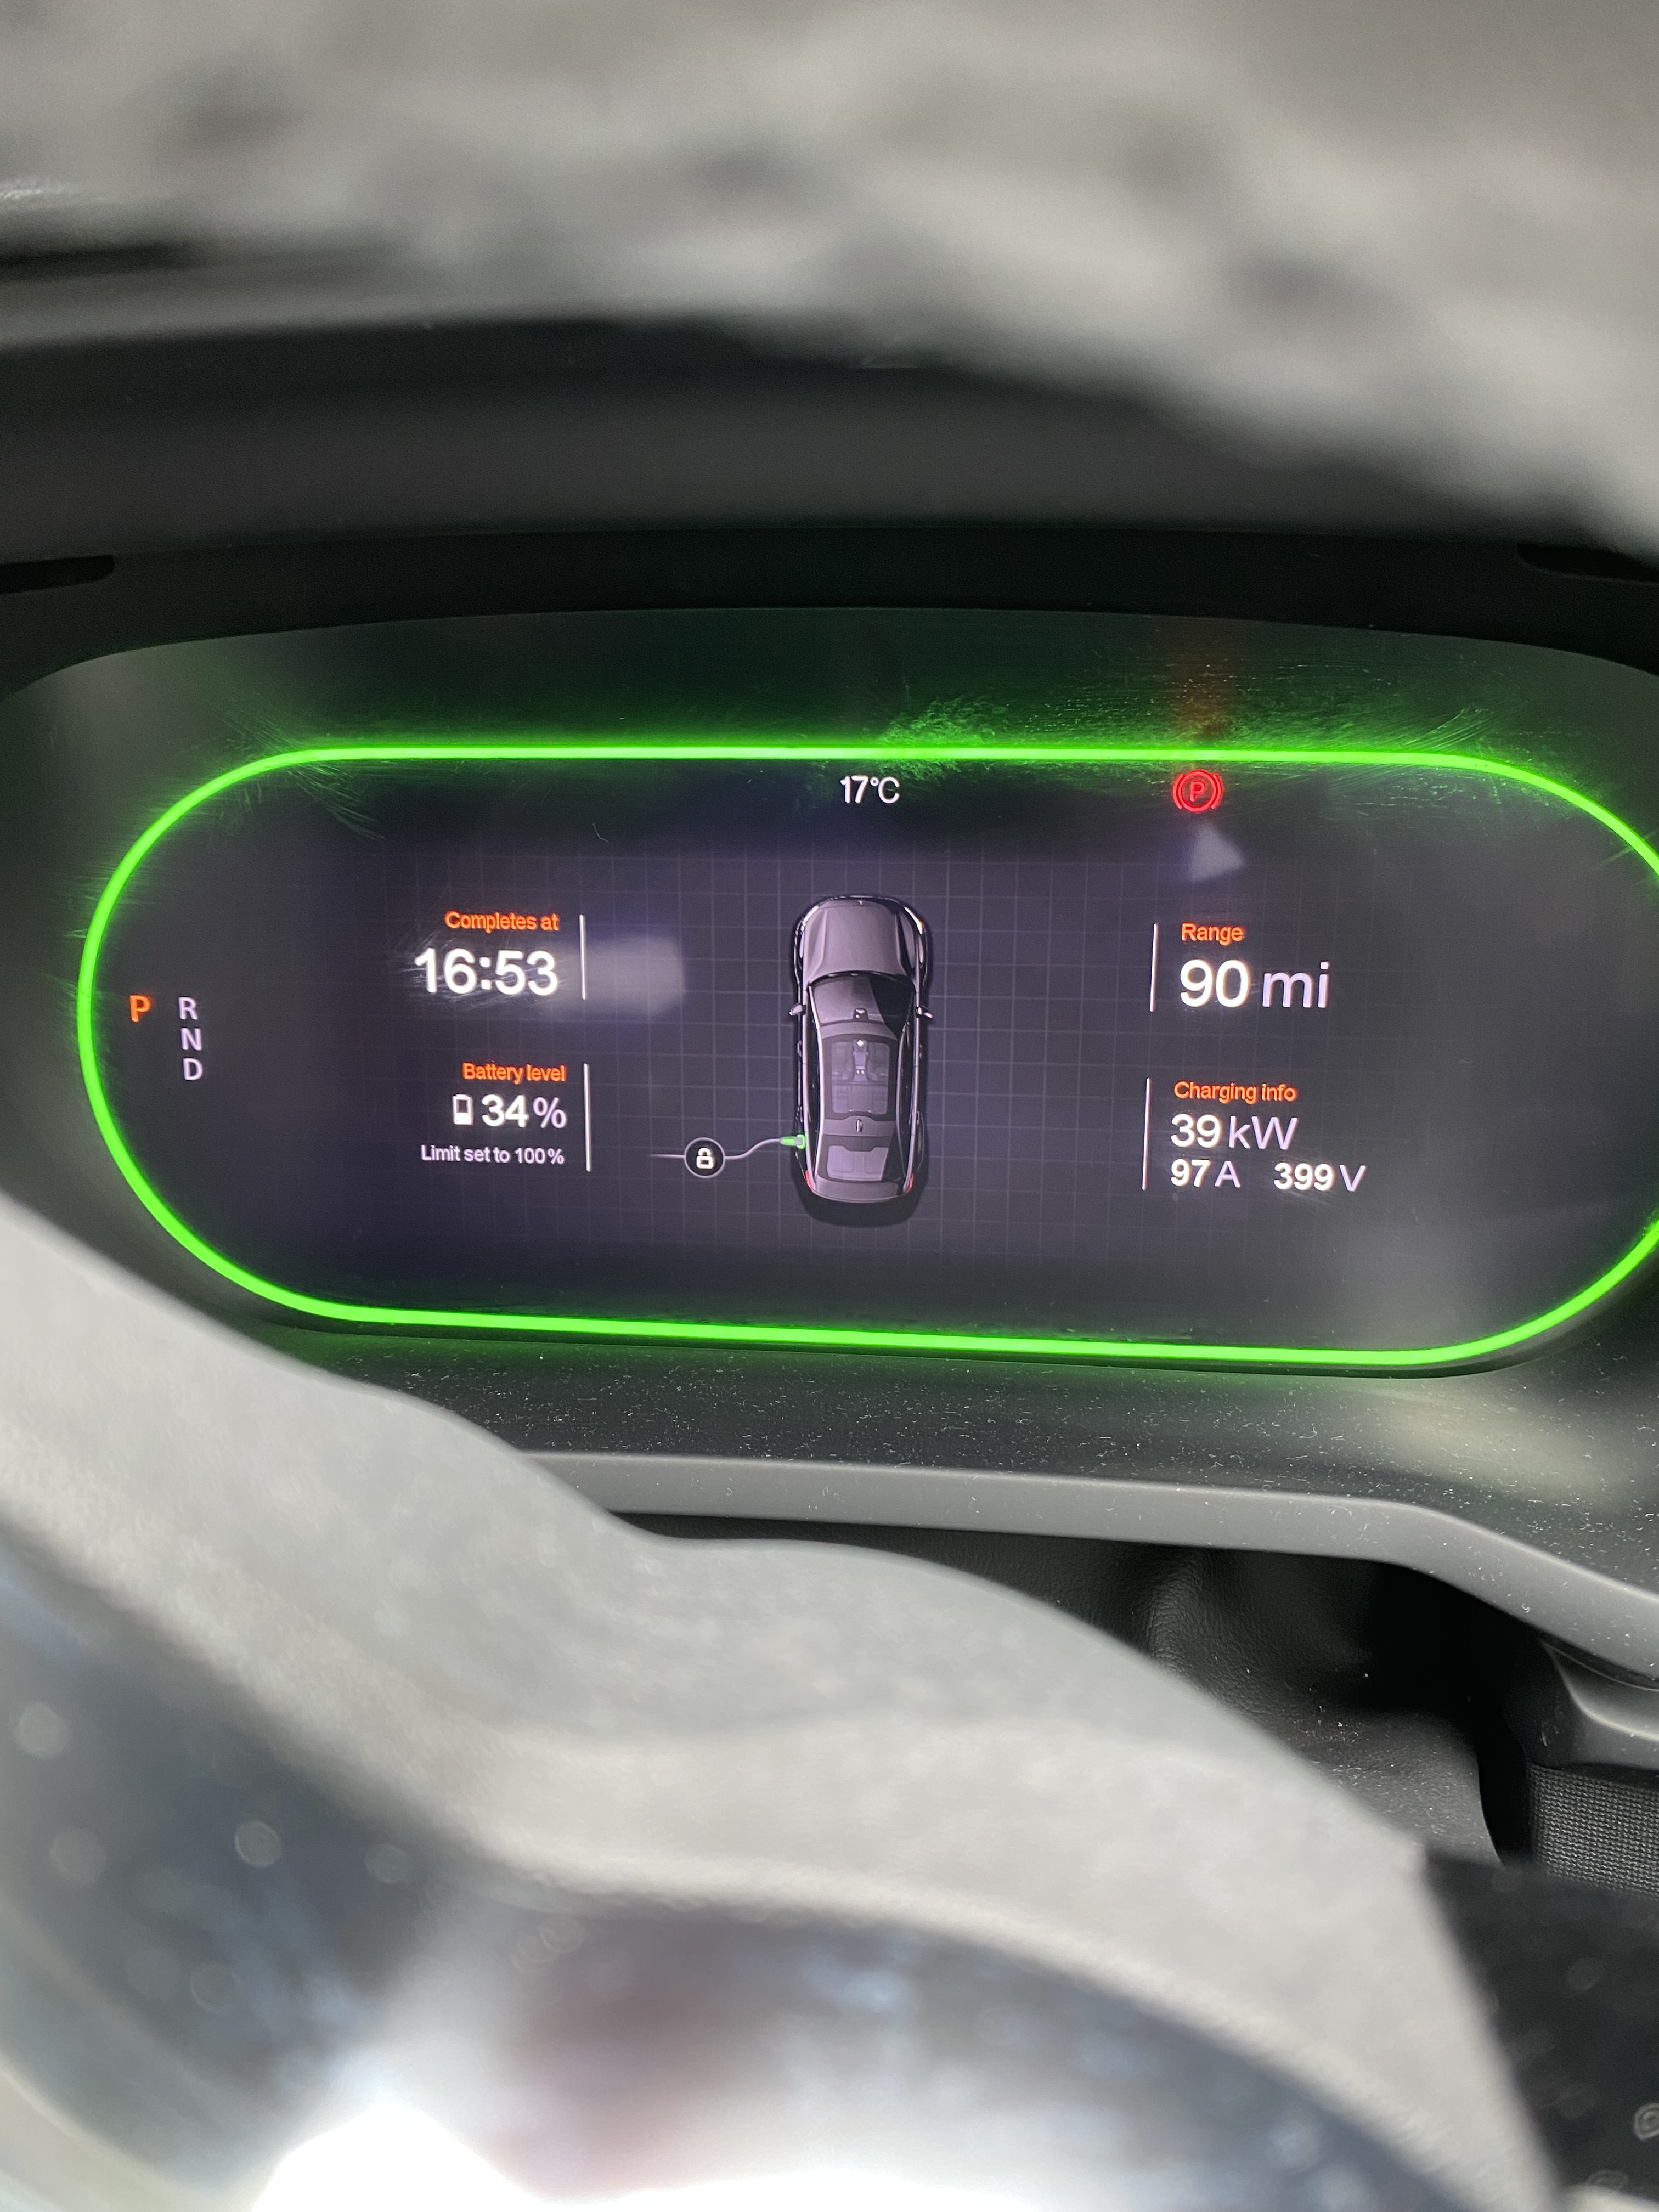 17°C
P
Completes at
16:53
Range
90 mi
P R
N
D
Battery level
34%
Limit set to 100%
Charging info
39 kW
97 A 399 V